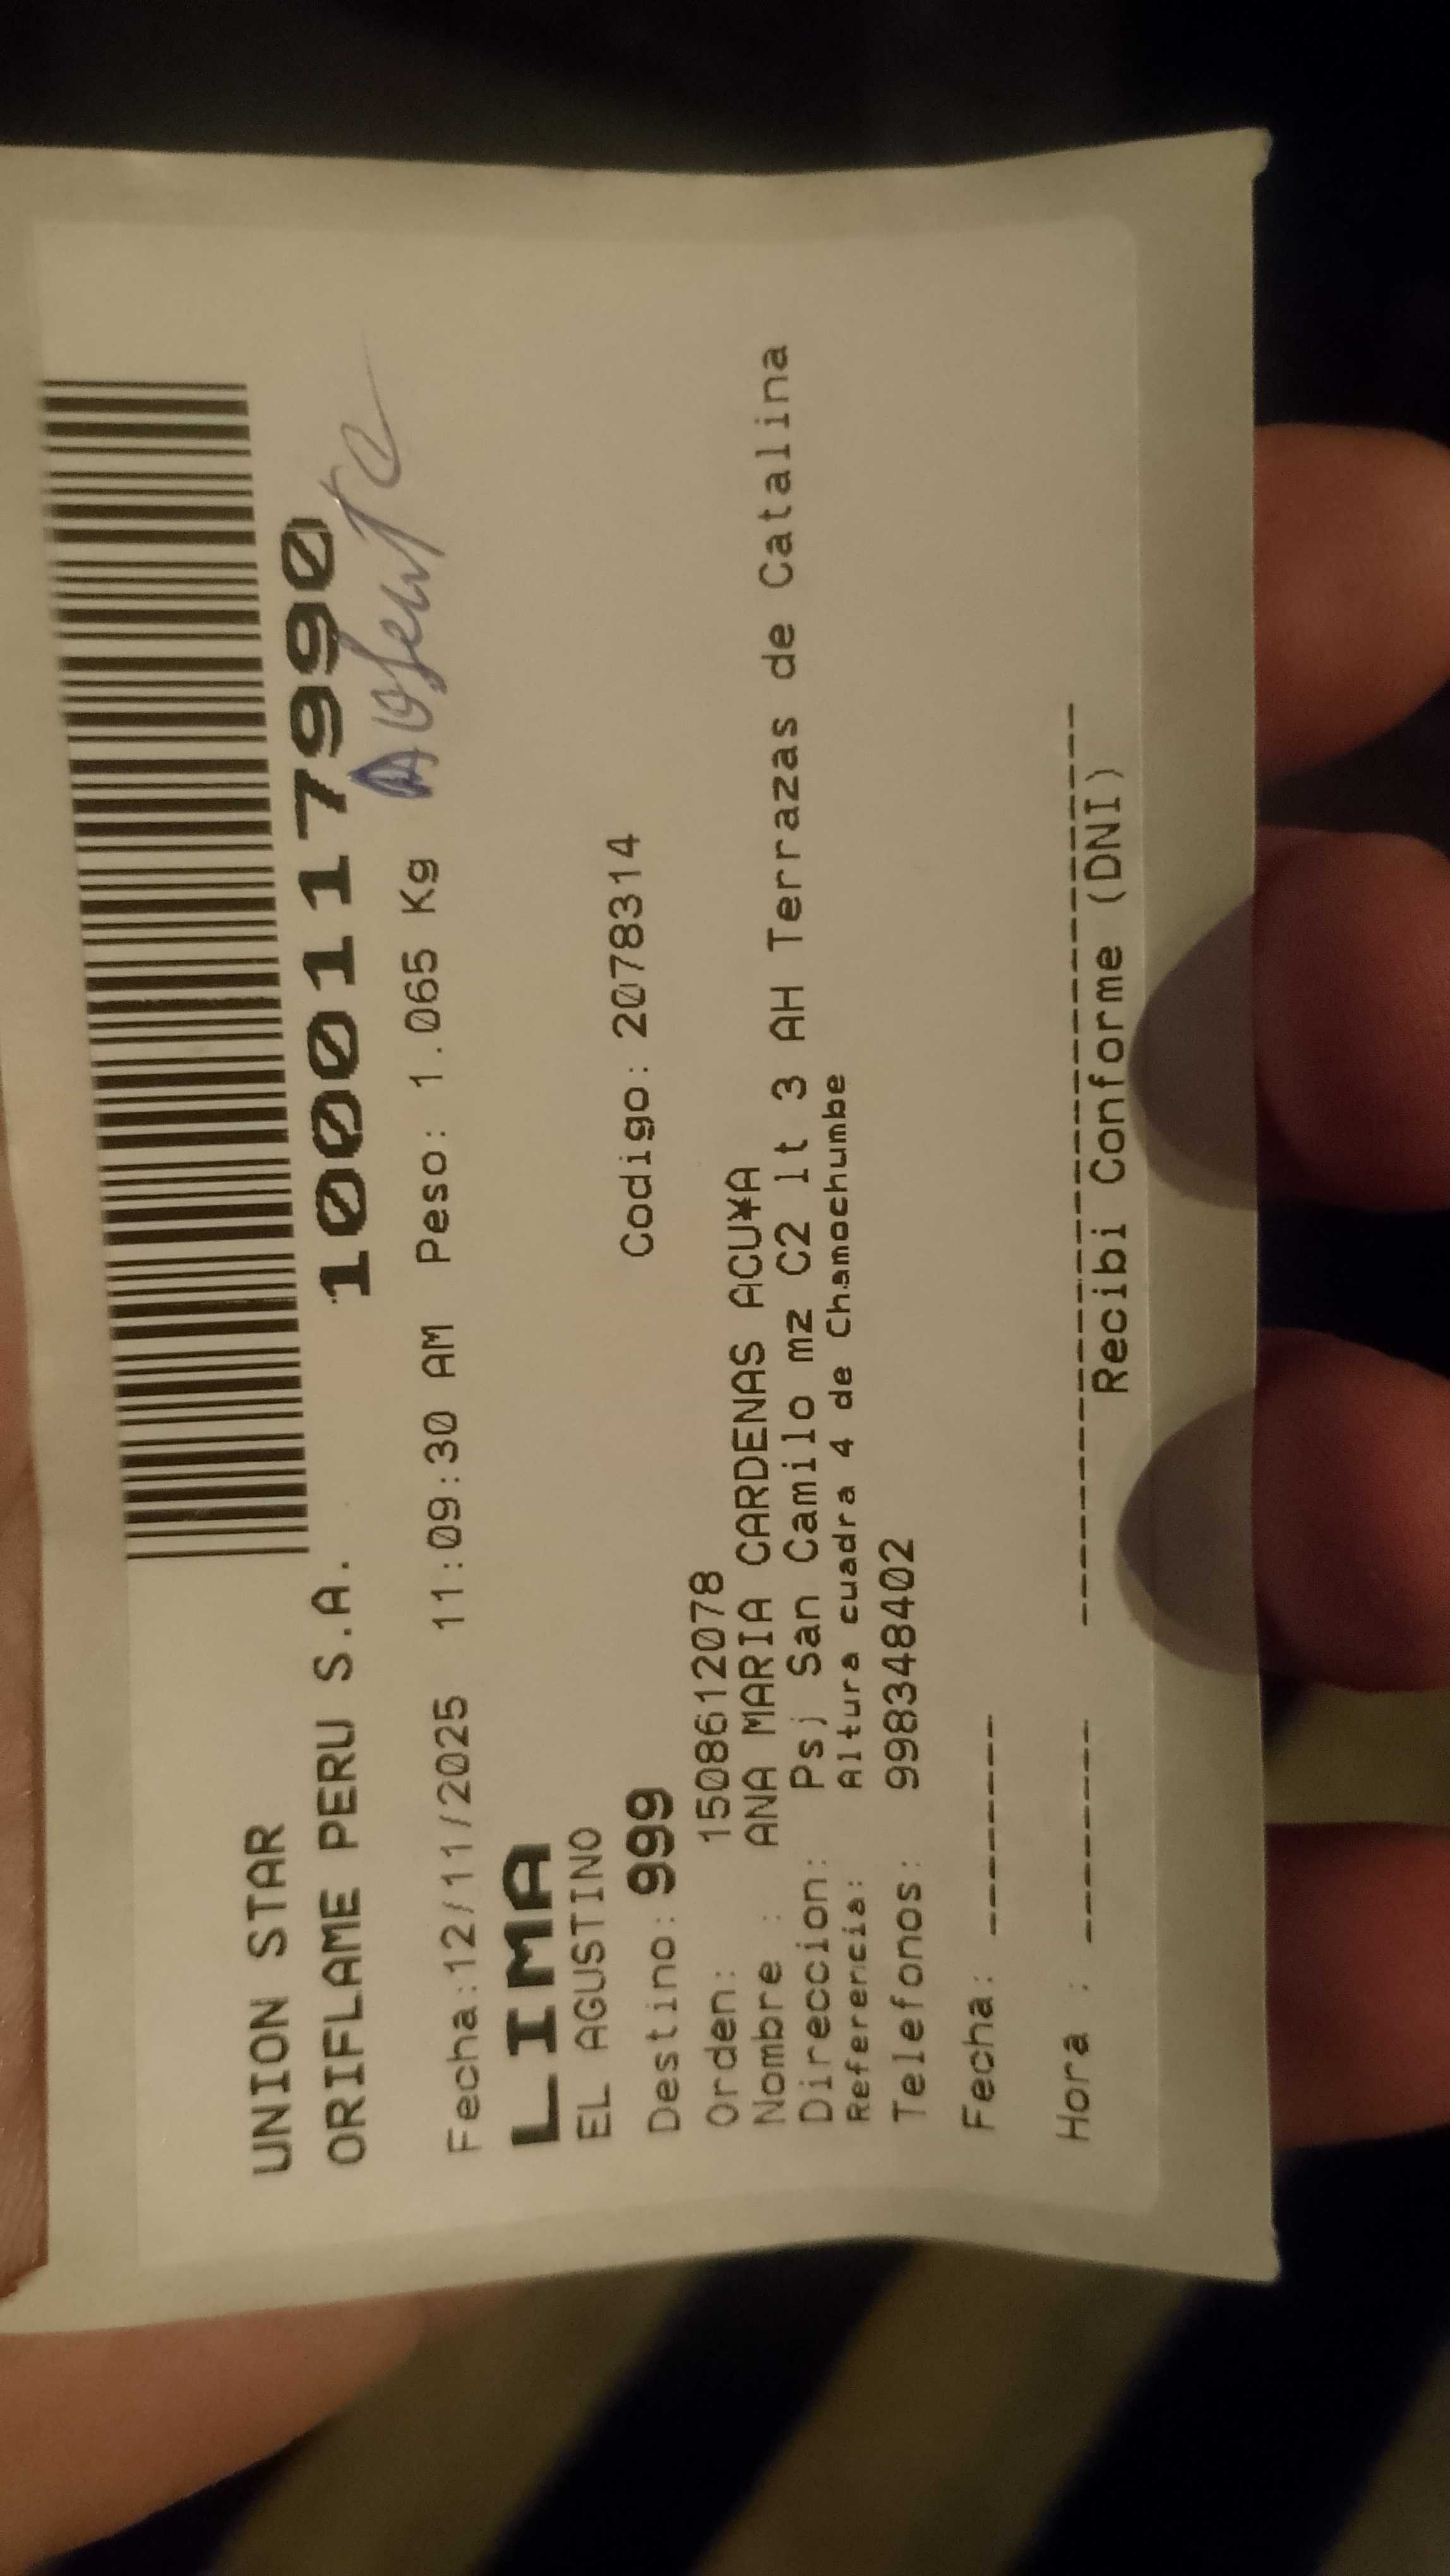 UNION STAR
ORIFLAME PERU S.A.
10001179990
Ausente
Fecha:12/11/2025 11:09:30 AM Peso: 1.065 Kg
LIMA
EL AGUSTINO
Destino: 999 Codigo: 2078314
Orden: 1508612078
Nombre : ANA MARIA CARDENAS ACU¥A
Direccion: Psj San Camilo mz C2 lt 3 AH Terrazas de Catalina
Referencia: Altura cuadra 4 de Chamochumbe
Telefonos: 998348402
Fecha: --------
Hora : -------- ----------------------------------
Recibi Conforme (DNI)